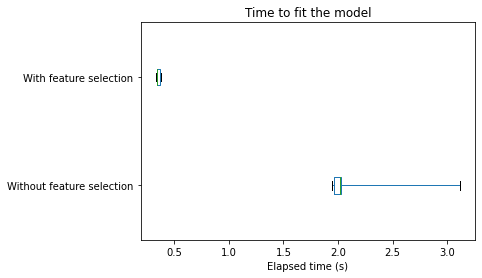 Time to fit the model
With feature selection
Without feature selection
0.5 1.0 1.5 2.0 2.5 3.0
Elapsed time (s)